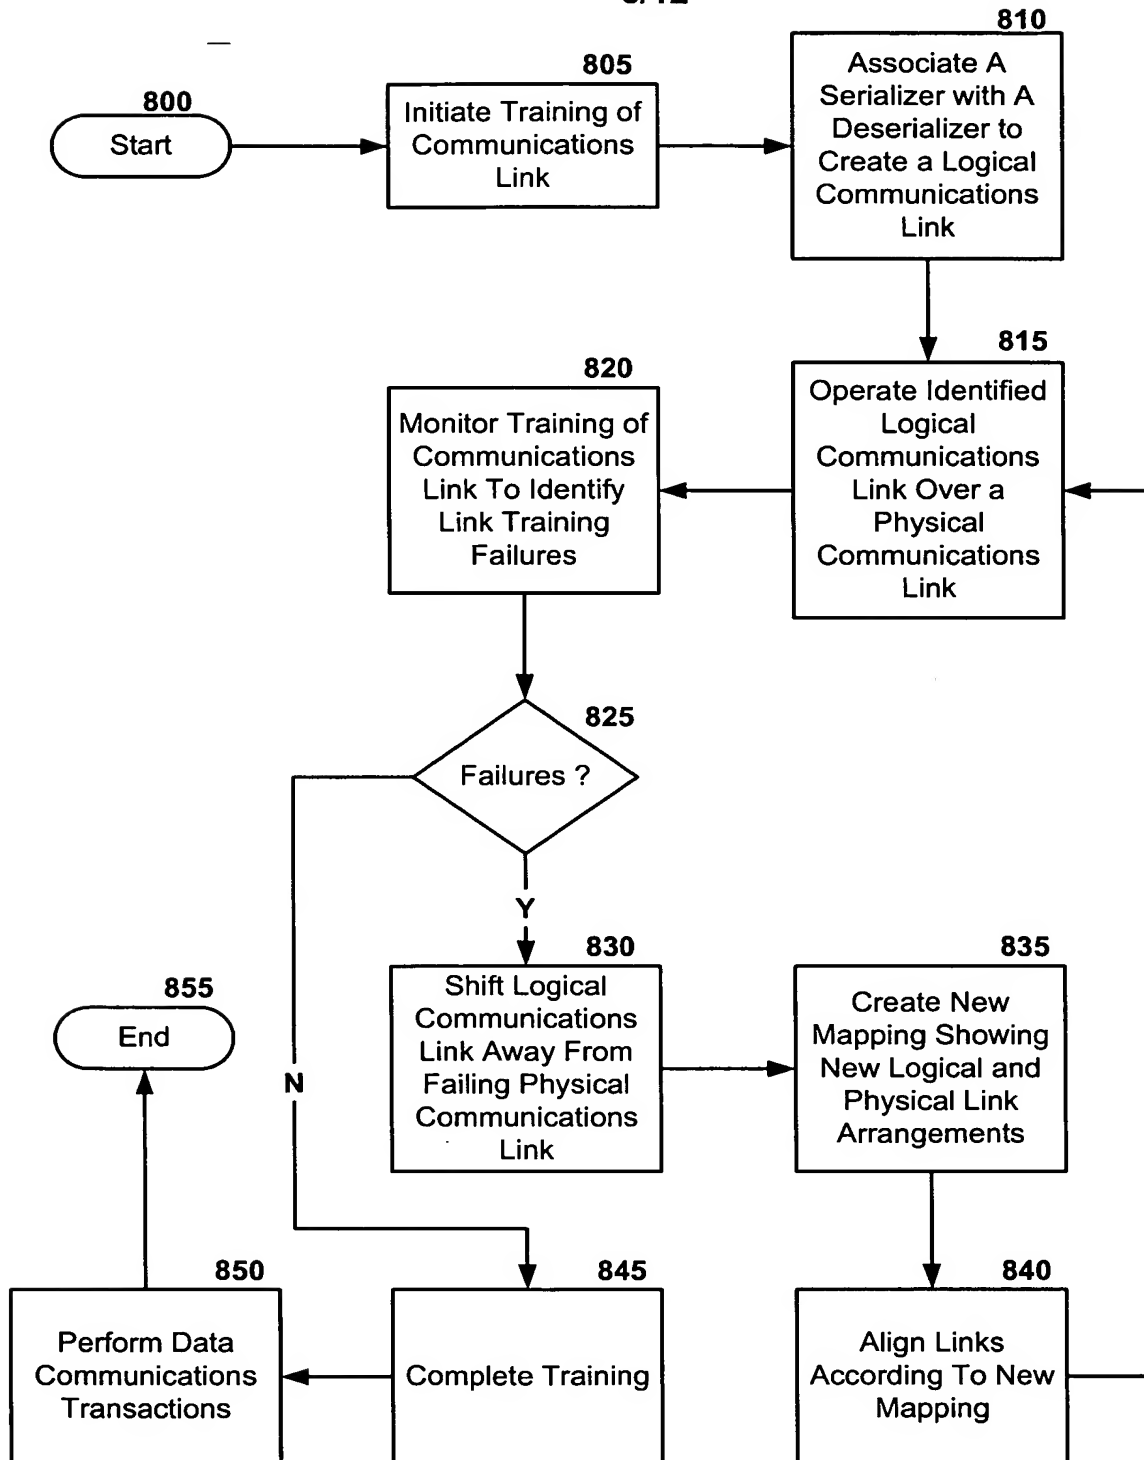 800
Start
805
Initiate Training of
Communications
Link
810
Associate A
Serializer with A
Deserializer to
Create a Logical
Communications
Link
815
Operate Identified
Logical
Communications
Link Over a
Physical
Communications
Link
820
Monitor Training of
Communications
Link To Identify
Link Training
Failures
825
Failures ?
Y
N
830
Shift Logical
Communications
Link Away From
Failing Physical
Communications
Link
835
Create New
Mapping Showing
New Logical and
Physical Link
Arrangements
840
Align Links
According To New
Mapping
845
Complete Training
850
Perform Data
Communications
Transactions
855
End